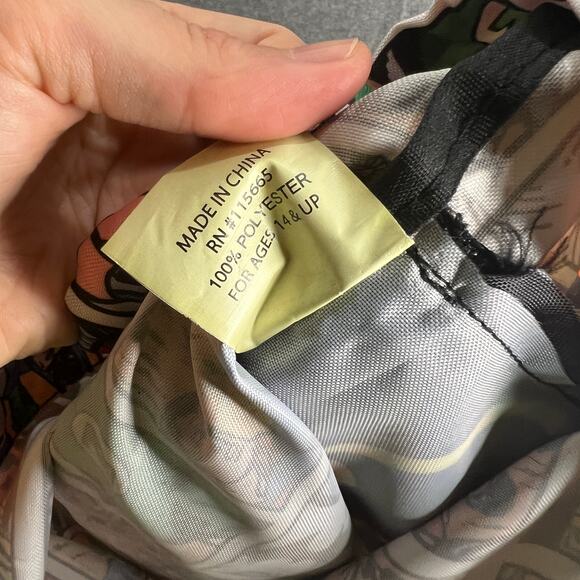 MADE IN CHINA
RN #115665
100% POLYESTER
FOR AGES 14 & UP